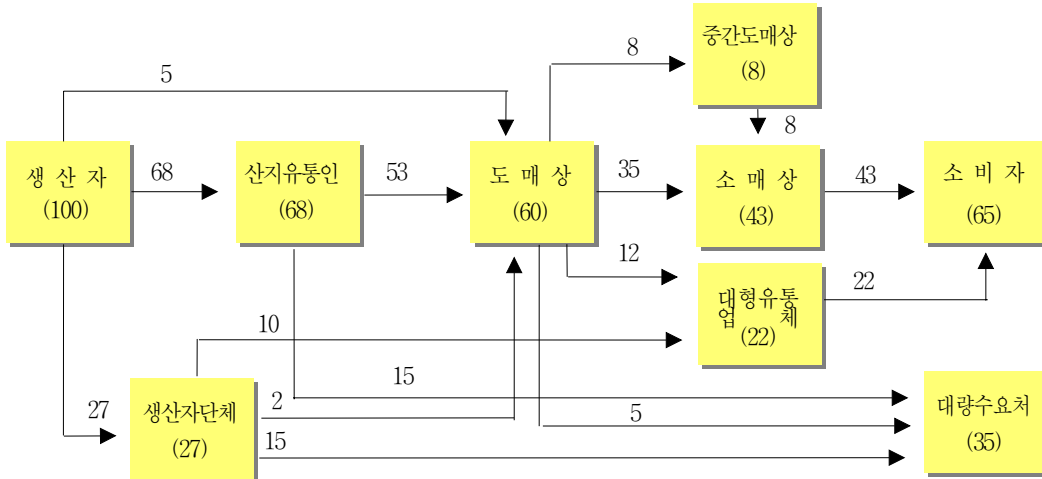 중간도매상
(8)
8
5
8
생 산 자
(100)
68
산지유통인
(68)
53
도 매 상
(60)
35
소 매 상
(43)
43
소 비 자
(65)
12
대형유통
업 체
(22)
22
10
15
27
생산자단체
(27)
2
15
5
대량수요처
(35)